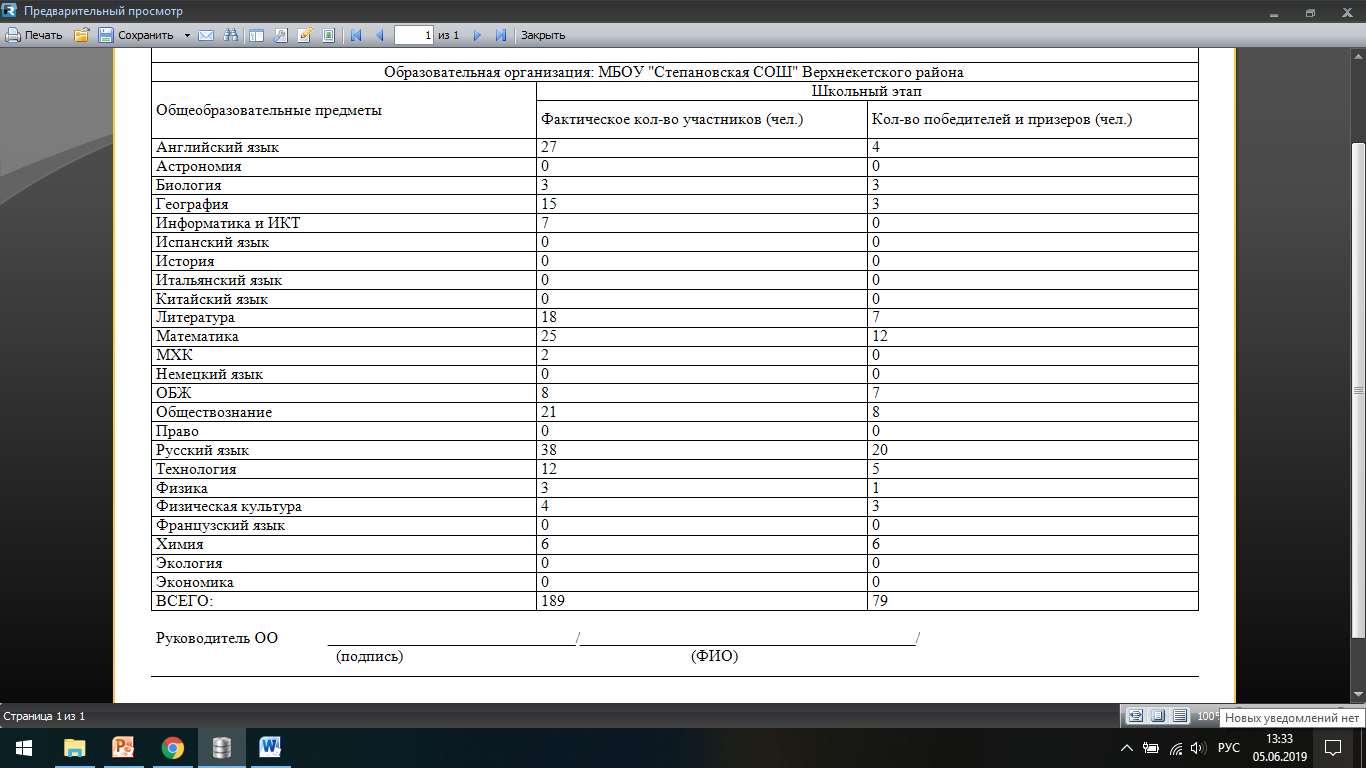 Предварительный просмотр
Печать Сохранить 1 из 1 Закрыть
Образовательная организация: МБОУ "Степановская СОШ" Верхнекетского района
Общеобразовательные предметы Школьный этап
Фактическое кол-во участников (чел.) Кол-во победителей и призеров (чел.)
Английский язык 27 4
Астрономия 0 0
Биология 3 3
География 15 3
Информатика и ИКТ 7 0
Испанский язык 0 0
История 0 0
Итальянский язык 0 0
Китайский язык 0 0
Литература 18 7
Математика 25 12
МХК 2 0
Немецкий язык 0 0
ОБЖ 8 7
Обществознание 21 8
Право 0 0
Русский язык 38 20
Технология 12 5
Физика 3 1
Физическая культура 4 3
Французский язык 0 0
Химия 6 6
Экология 0 0
Экономика 0 0
ВСЕГО: 189 79
Руководитель ОО / /
(подпись) (ФИО)
Страница 1 из 1 100%
Новых уведомлений нет
РУС 13:33
05.06.2019